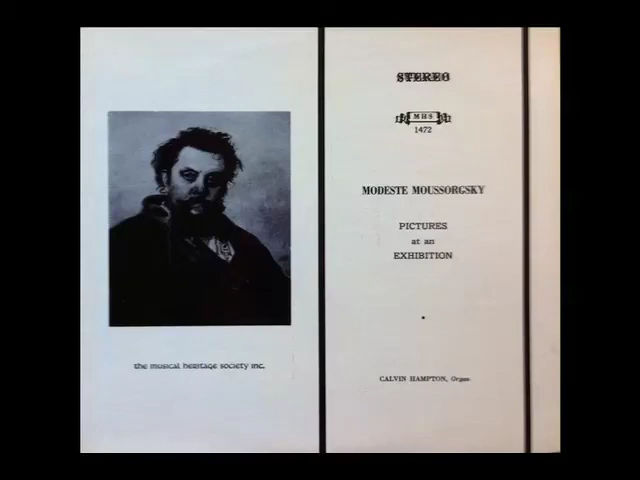 the musical heritage society inc.
STEREO
MHS
1472
MODESTE MOUSSORGSKY
PICTURES
at an
EXHIBITION
CALVIN HAMPTON, Organ